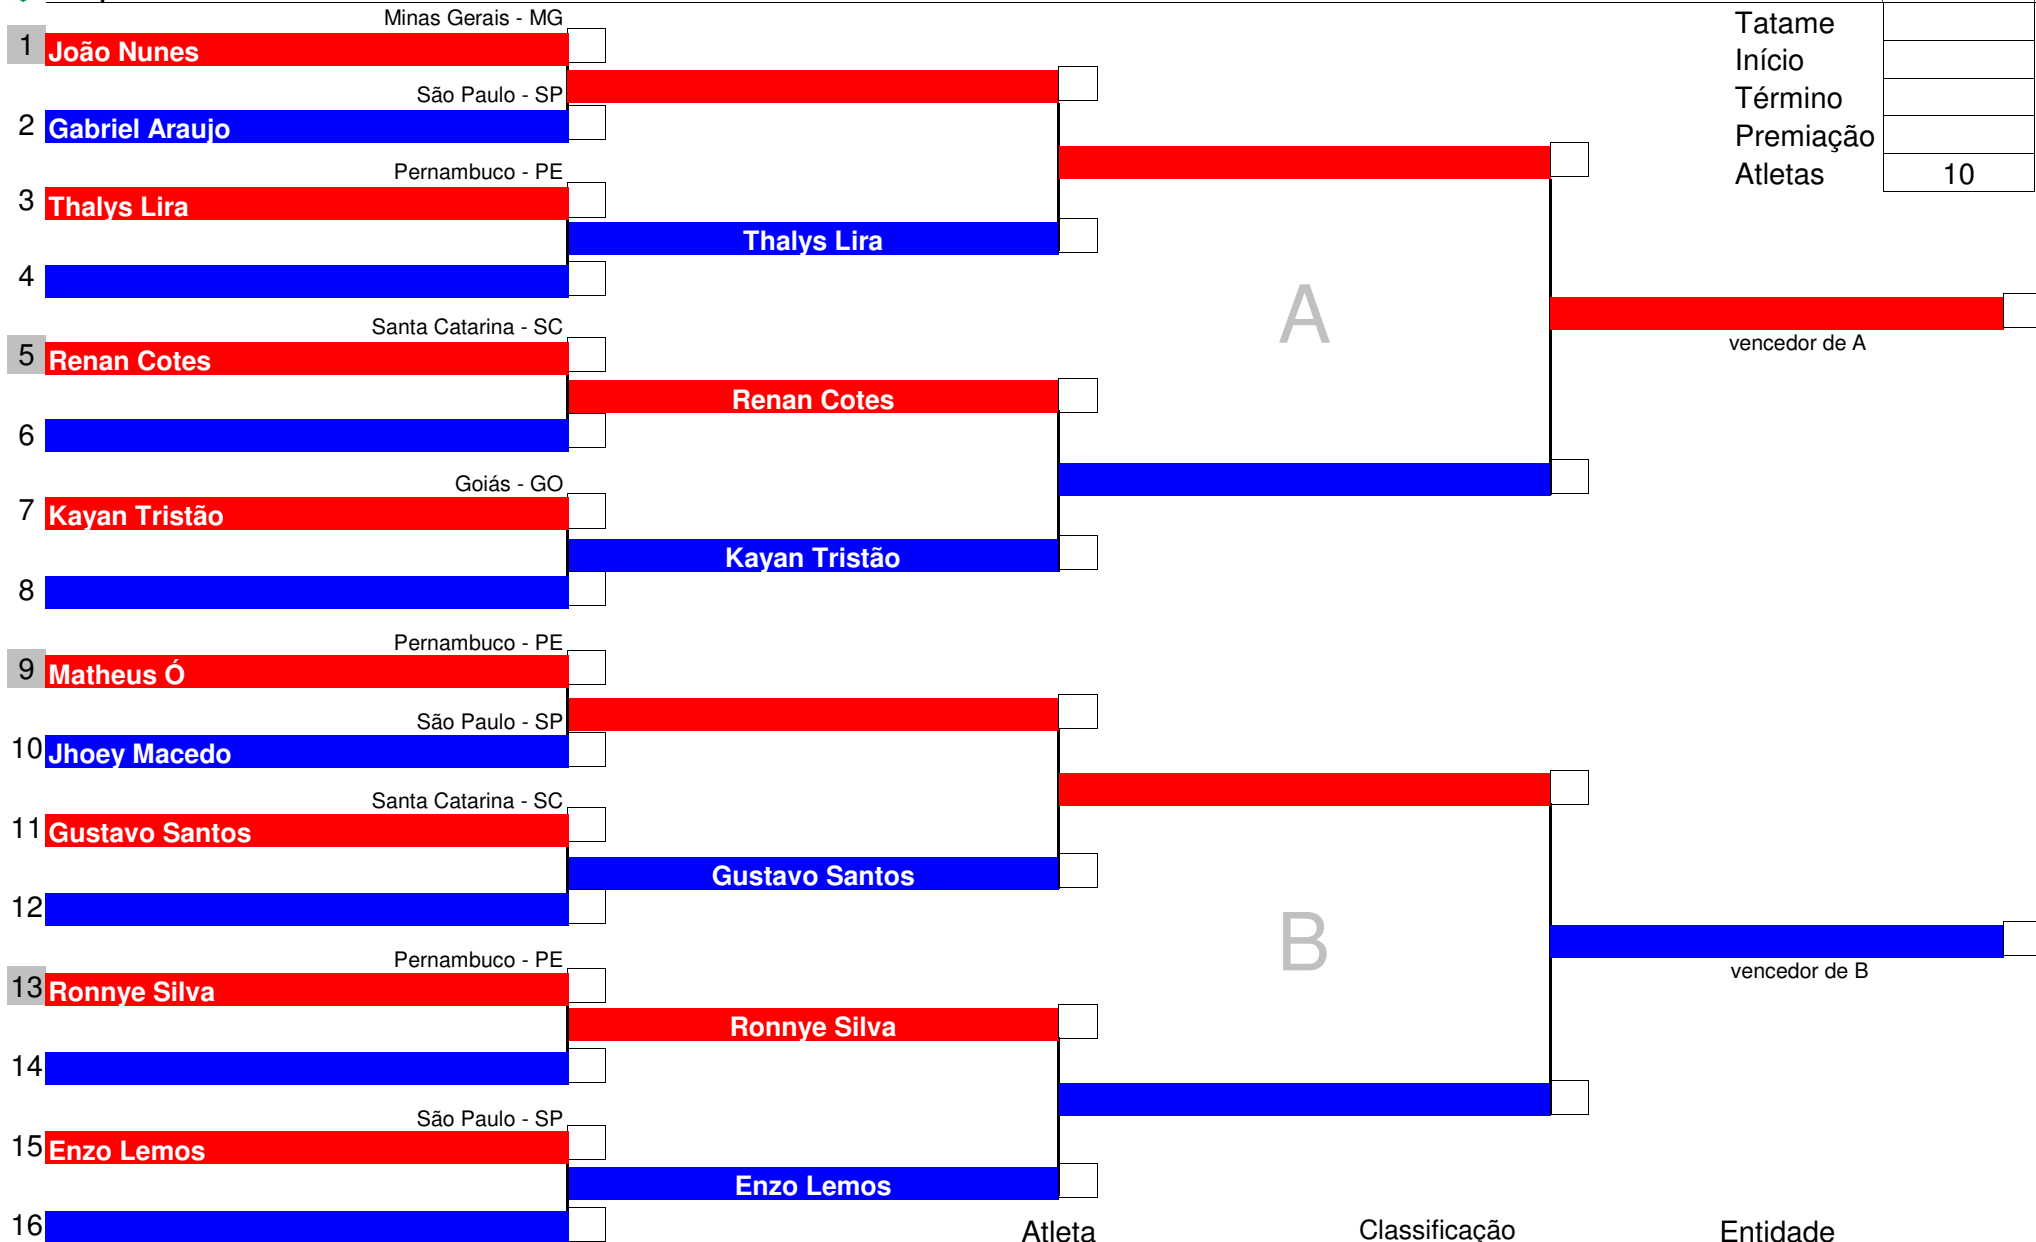 Minas Gerais - MG
1 João Nunes
São Paulo - SP
2 Gabriel Araujo
Pernambuco - PE
3 Thalys Lira
Thalys Lira
4
Santa Catarina - SC
5 Renan Cotes
Renan Cotes
6
Goiás - GO
7 Kayan Tristão
Kayan Tristão
8
Pernambuco - PE
9 Matheus Ó
São Paulo - SP
10 Jhoey Macedo
Santa Catarina - SC
11 Gustavo Santos
Gustavo Santos
12
Pernambuco - PE
13 Ronnye Silva
Ronnye Silva
14
São Paulo - SP
15 Enzo Lemos
Enzo Lemos
16
A
B
Tatame
Início
Término
Premiação
Atletas 10
vencedor de A
vencedor de B
Atleta Classificação Entidade